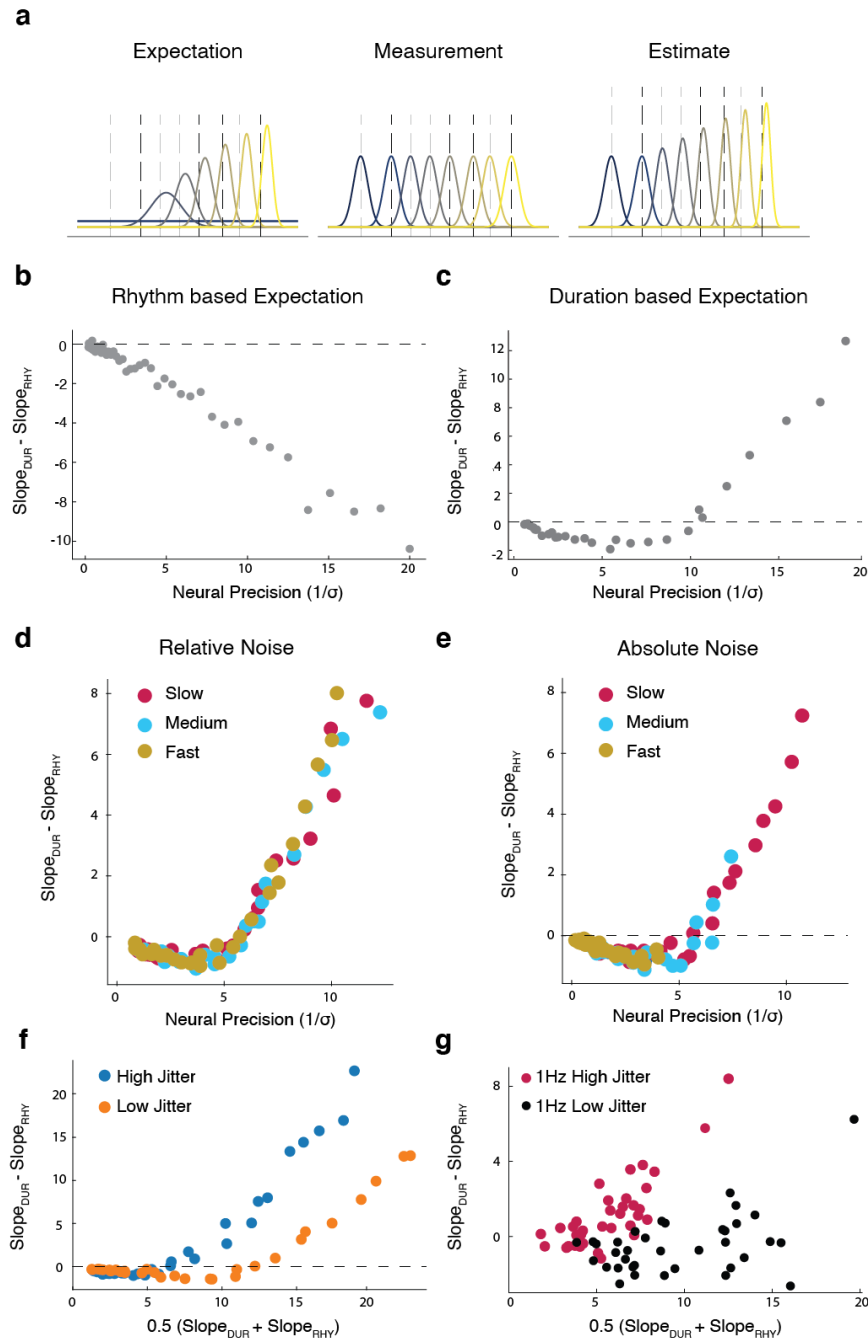 a
Expectation
Measurement
Estimate
b
Rhythm based Expectation
0
-2
-4
-6
-8
-10
Slope_DUR - Slope_RHY
0
5
10
15
20
Neural Precision (1/σ)
c
Duration based Expectation
12
10
8
6
4
2
0
-2
Slope_DUR - Slope_RHY
0
5
10
15
20
Neural Precision (1/σ)
d
Relative Noise
Slow
Medium
Fast
8
6
4
2
0
Slope_DUR - Slope_RHY
0
5
10
Neural Precision (1/σ)
e
Absolute Noise
Slow
Medium
Fast
8
6
4
2
0
Slope_DUR - Slope_RHY
0
5
10
Neural Precision (1/σ)
f
High Jitter
Low Jitter
20
15
10
5
0
Slope_DUR - Slope_RHY
0
5
10
15
20
0.5 (Slope_DUR + Slope_RHY)
g
1Hz High Jitter
1Hz Low Jitter
8
4
0
Slope_DUR - Slope_RHY
0
5
10
15
20
0.5 (Slope_DUR + Slope_RHY)